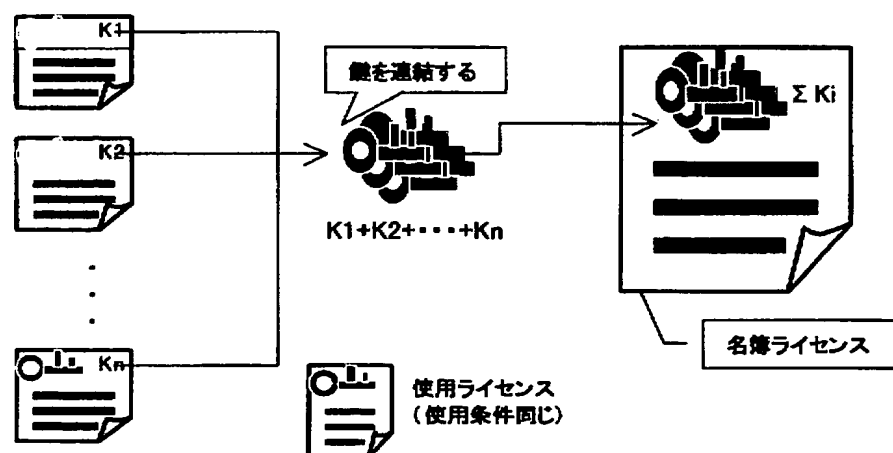 K1
鍵を連結する
Σ Ki
K2
K1+K2+・・・+Kn
Kn
名簿ライセンス
使用ライセンス
(使用条件同じ)